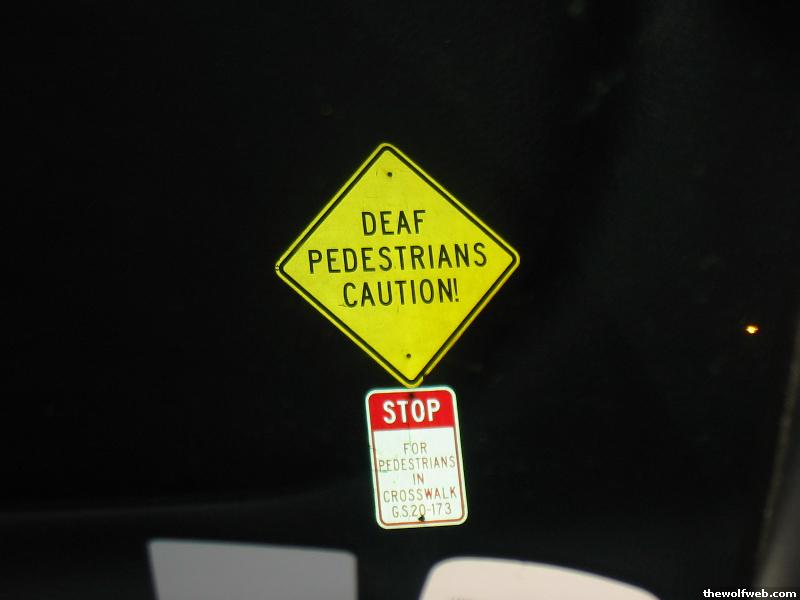 DEAF
PEDESTRIANS
CAUTION!
STOP
FOR
PEDESTRIANS
IN
CROSSWALK
G.S.20-173
thewolfweb.com